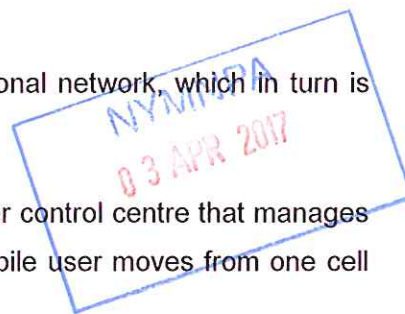 onal network, which in turn is
NYMNPA
03 APR 2017
r control centre that manages
bile user moves from one cell